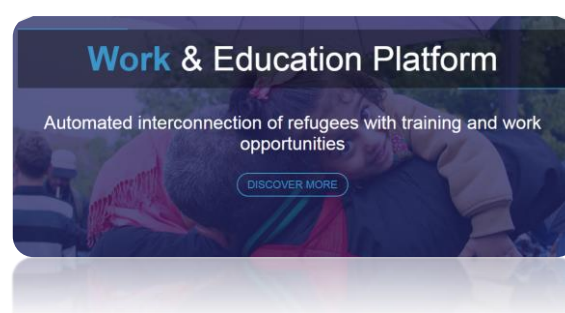 Work & Education Platform
Automated interconnection of refugees with training and work
opportunities
DISCOVER MORE